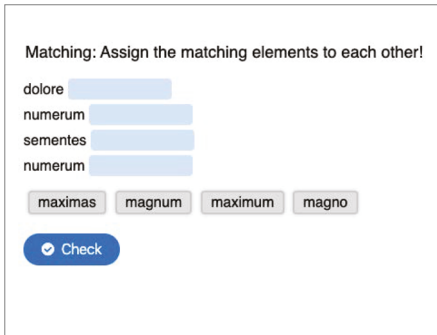 Matching: Assign the matching elements to each other!
dolore
numerum
sementes
numerum
maximas magnum maximum magno
Check